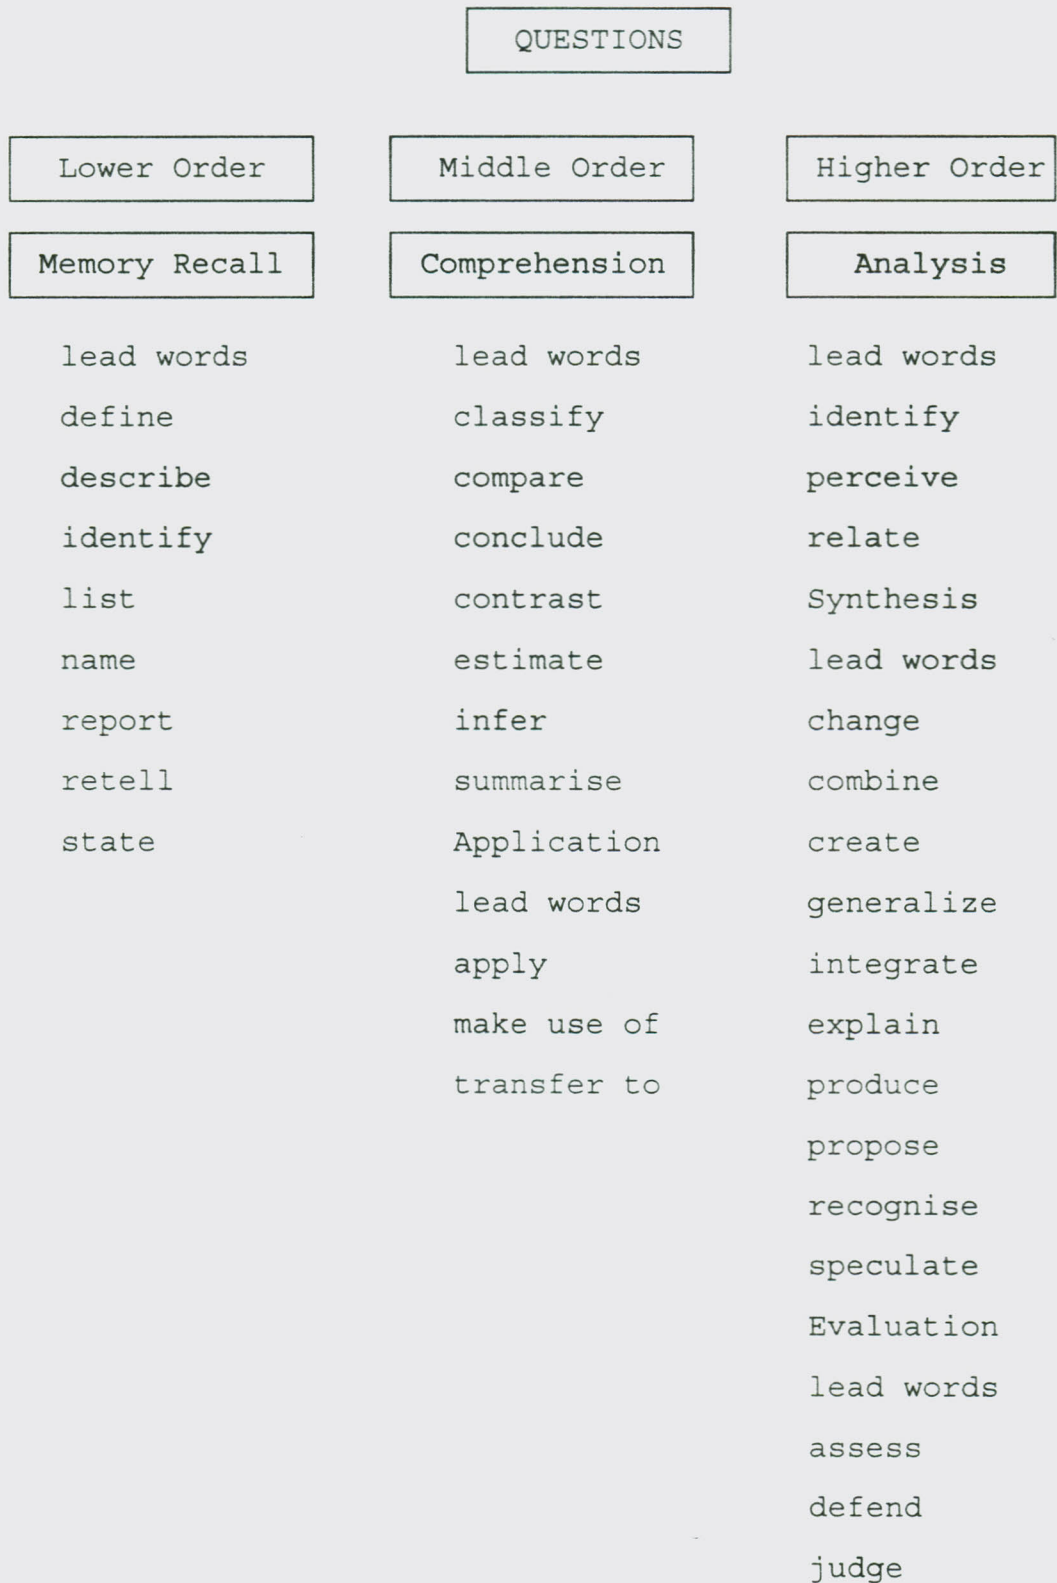 QUESTIONS
Lower Order
Memory Recall
lead words
define
describe
identify
list
name
report
retell
state
Middle Order
Comprehension
lead words
classify
compare
conclude
contrast
estimate
infer
summarise
Application
lead words
apply
make use of
transfer to
Higher Order
Analysis
lead words
identify
perceive
relate
Synthesis
lead words
change
combine
create
generalize
integrate
explain
produce
propose
recognise
speculate
Evaluation
lead words
assess
defend
judge